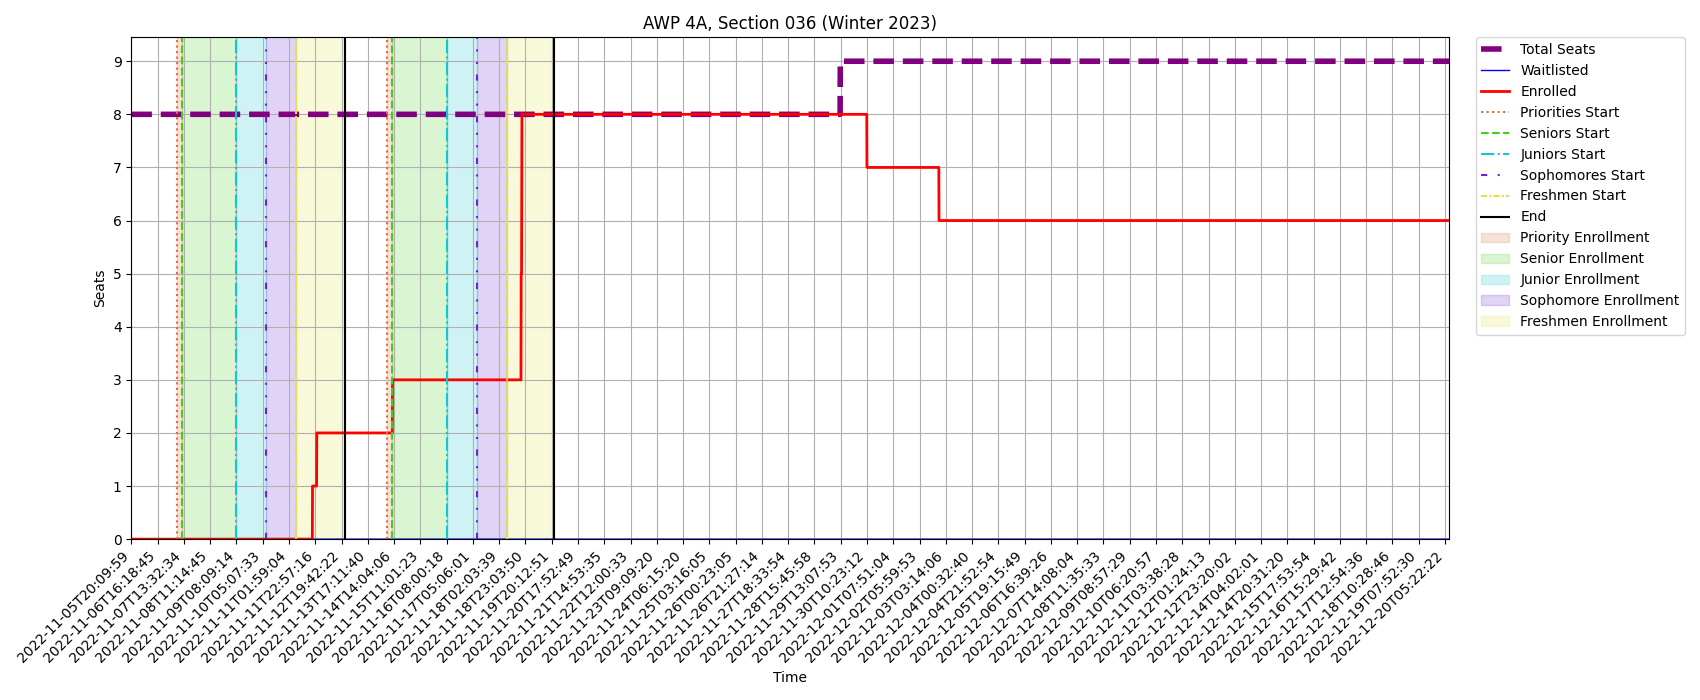 AWP 4A, Section 036 (Winter 2023)
Seats
9
8
7
6
5
4
3
2
1
0
2022-11-05T20:09:59
2022-11-06T16:18:45
2022-11-07T13:32:34
2022-11-08T11:14:45
2022-11-09T08:09:14
2022-11-10T05:07:33
2022-11-11T01:59:04
2022-11-11T22:57:16
2022-11-12T19:42:22
2022-11-13T17:11:40
2022-11-14T14:04:06
2022-11-15T11:01:23
2022-11-16T08:00:18
2022-11-17T05:06:01
2022-11-18T02:03:39
2022-11-18T23:03:50
2022-11-19T20:12:51
2022-11-20T17:52:49
2022-11-21T14:53:35
2022-11-22T12:00:33
2022-11-23T09:09:20
2022-11-24T06:15:20
2022-11-25T03:16:05
2022-11-26T00:23:05
2022-11-26T21:27:14
2022-11-27T18:33:54
2022-11-28T15:45:58
2022-11-29T13:07:53
2022-11-30T10:23:12
2022-12-01T07:51:04
2022-12-02T05:59:53
2022-12-03T03:14:06
2022-12-04T00:32:40
2022-12-04T21:52:54
2022-12-05T19:15:49
2022-12-06T16:39:26
2022-12-07T14:08:04
2022-12-08T11:35:33
2022-12-09T08:57:29
2022-12-10T06:20:57
2022-12-11T03:38:28
2022-12-12T01:24:13
2022-12-12T23:20:02
2022-12-14T04:02:01
2022-12-14T20:31:20
2022-12-15T17:53:54
2022-12-16T15:29:42
2022-12-17T12:54:36
2022-12-18T10:28:46
2022-12-19T07:52:30
2022-12-20T05:22:22
Time
Total Seats
Waitlisted
Enrolled
Priorities Start
Seniors Start
Juniors Start
Sophomores Start
Freshmen Start
End
Priority Enrollment
Senior Enrollment
Junior Enrollment
Sophomore Enrollment
Freshmen Enrollment